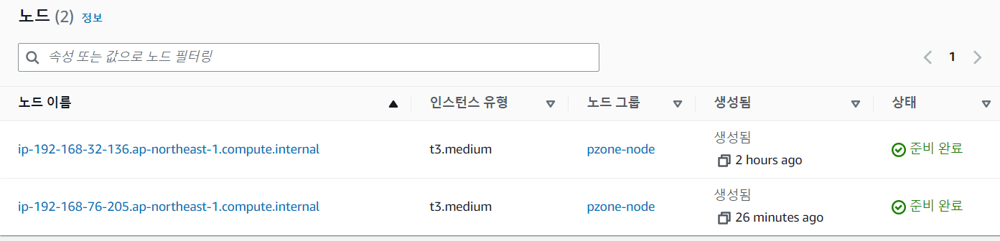 노드 (2) 정보
속성 또는 값으로 노드 필터링
1
노드 이름 인스턴스 유형 노드 그룹 생성됨 상태
생성됨
ip-192-168-32-136.ap-northeast-1.compute.internal t3.medium pzone-node 준비 완료
2 hours ago
생성됨
ip-192-168-76-205.ap-northeast-1.compute.internal t3.medium pzone-node 준비 완료
26 minutes ago